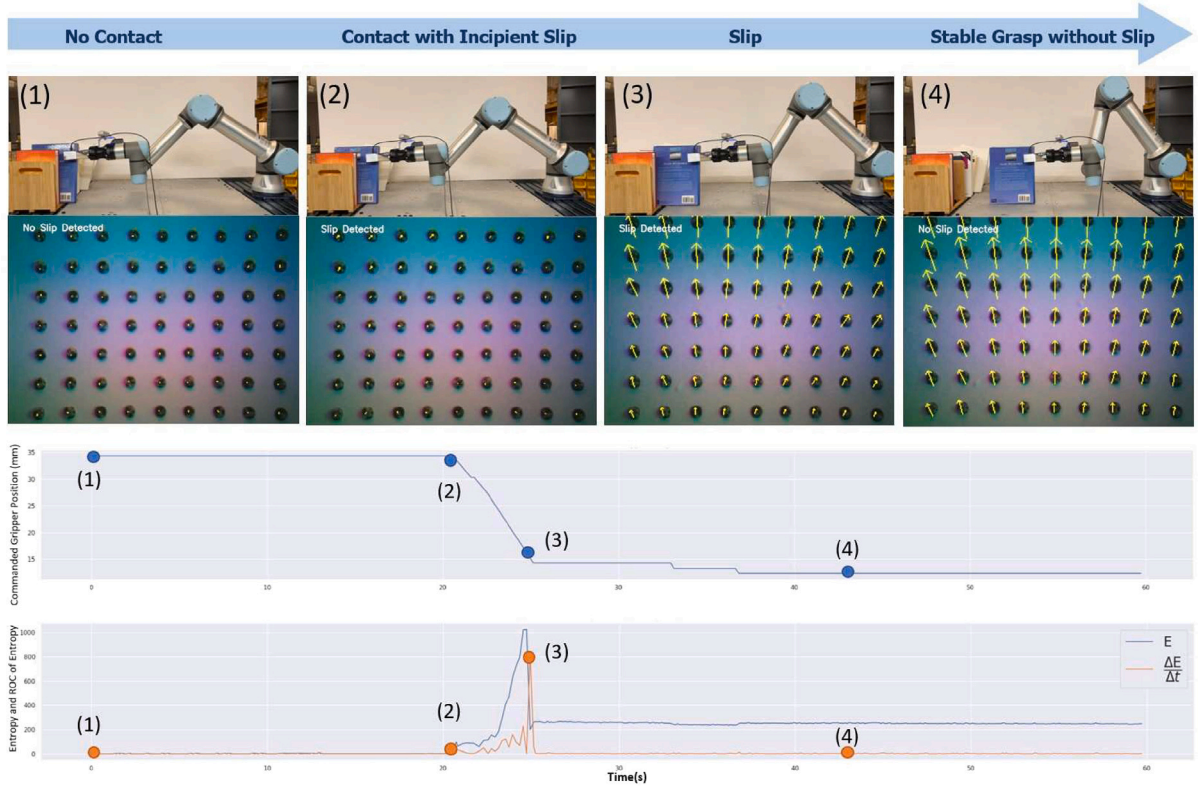 No Contact
Contact with Incipient Slip
Slip
Stable Grasp without Slip
(1)
(2)
(3)
(4)
No Slip Detected
Slip Detected
Slip Detected
No Slip Detected
Commanded Gripper Position (mm)
35
30
25
20
15
(1)
(2)
(3)
(4)
0
20
30
40
50
60
10
Entropy and ROC of Entropy
1000
800
600
400
200
0
(1)
(2)
(3)
(4)
E
ΔE
Δt
0
10
20
30
40
50
60
Time(s)